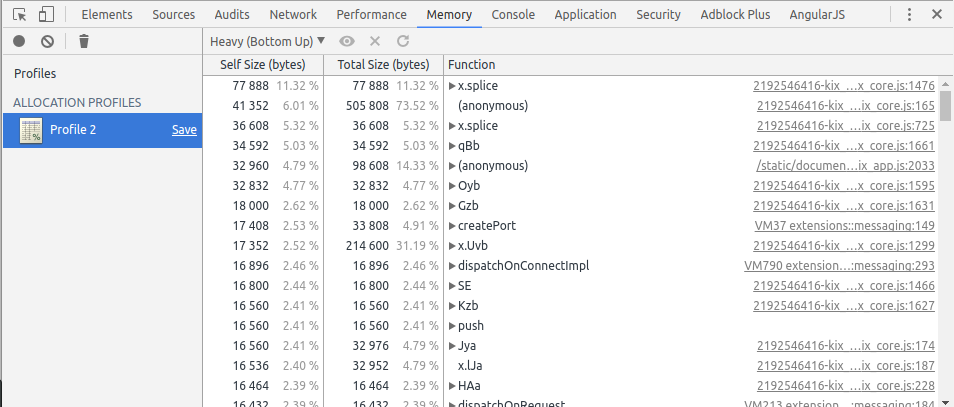 Elements Sources Audits Network Performance Memory Console Application Security Adblock Plus AngularJS
Heavy (Bottom Up) ▼
Profiles
ALLOCATION PROFILES
Profile 2 Save
Self Size (bytes) Total Size (bytes) Function
77 888 11.32 % 77 888 11.32 % x.splice 2192546416-kix_…x_core.js:1476
41 352 6.01 % 505 808 73.52 % (anonymous) 2192546416-kix_…ix_core.js:165
36 608 5.32 % 36 608 5.32 % x.splice 2192546416-kix_…ix_core.js:725
34 592 5.03 % 34 592 5.03 % qBb 2192546416-kix_…x_core.js:1661
32 960 4.79 % 98 608 14.33 % (anonymous) /static/documen…ix_app.js:2033
32 832 4.77 % 32 832 4.77 % Oyb 2192546416-kix_…x_core.js:1595
18 000 2.62 % 18 000 2.62 % Gzb 2192546416-kix_…x_core.js:1631
17 408 2.53 % 33 808 4.91 % createPort VM37 extensions::messaging:149
17 352 2.52 % 214 600 31.19 % x.Uvb 2192546416-kix_…x_core.js:1299
16 896 2.46 % 16 896 2.46 % dispatchOnConnectImpl VM790 extension…:messaging:293
16 800 2.44 % 16 800 2.44 % SE 2192546416-kix_…x_core.js:1466
16 560 2.41 % 16 560 2.41 % Kzb 2192546416-kix_…x_core.js:1627
16 560 2.41 % 16 560 2.41 % push
16 560 2.41 % 32 976 4.79 % Jya 2192546416-kix_…ix_core.js:174
16 536 2.40 % 32 952 4.79 % x.lJa 2192546416-kix_…ix_core.js:187
16 464 2.39 % 16 464 2.39 % HAa 2192546416-kix_…ix_core.js:228
16 432 2.39 % 16 432 2.39 % dispatchOnRequest VM213 extension…:messaging:184